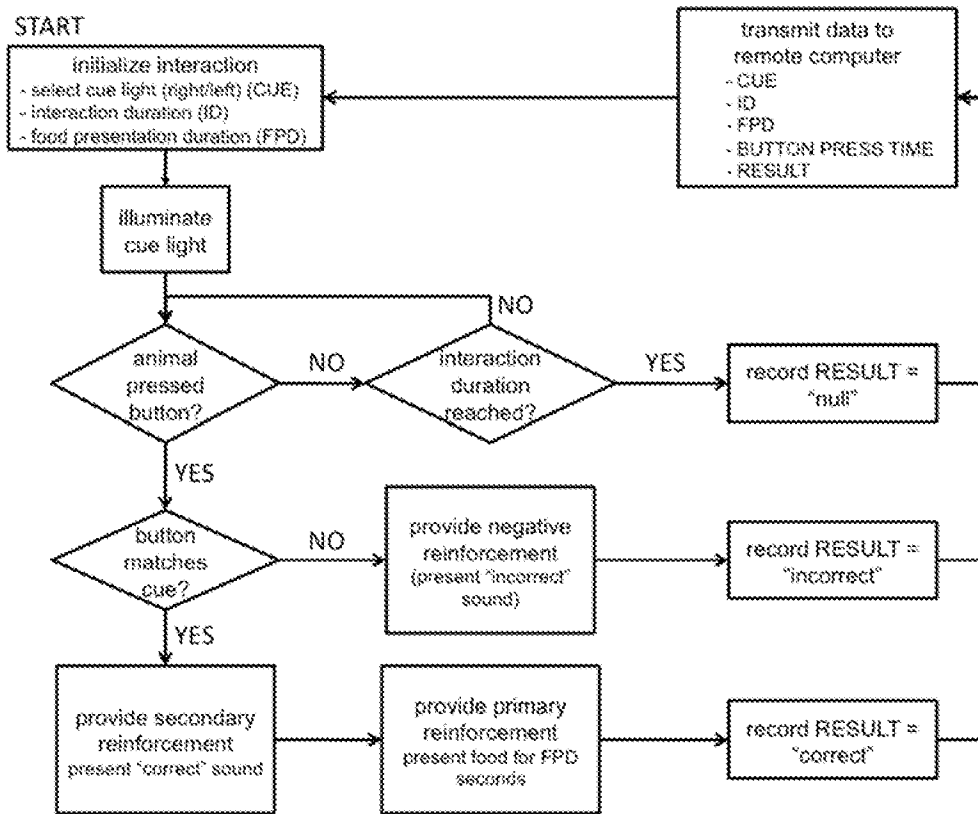 START
initialize interaction
- select cue light (right/left) (CUE)
- interaction duration (ID)
- food presentation duration (FPD)
transmit data to
remote computer
- CUE
- ID
- FPD
- BUTTON PRESS TIME
- RESULT
illuminate
cue light
NO
animal
pressed
button?
NO
interaction
duration
reached?
YES
record RESULT =
"null"
YES
button
matches
cue?
NO
provide negative
reinforcement
(present "incorrect"
sound)
record RESULT =
"incorrect"
YES
provide secondary
reinforcement
present "correct" sound
provide primary
reinforcement
present food for FPD
seconds
record RESULT =
"correct"